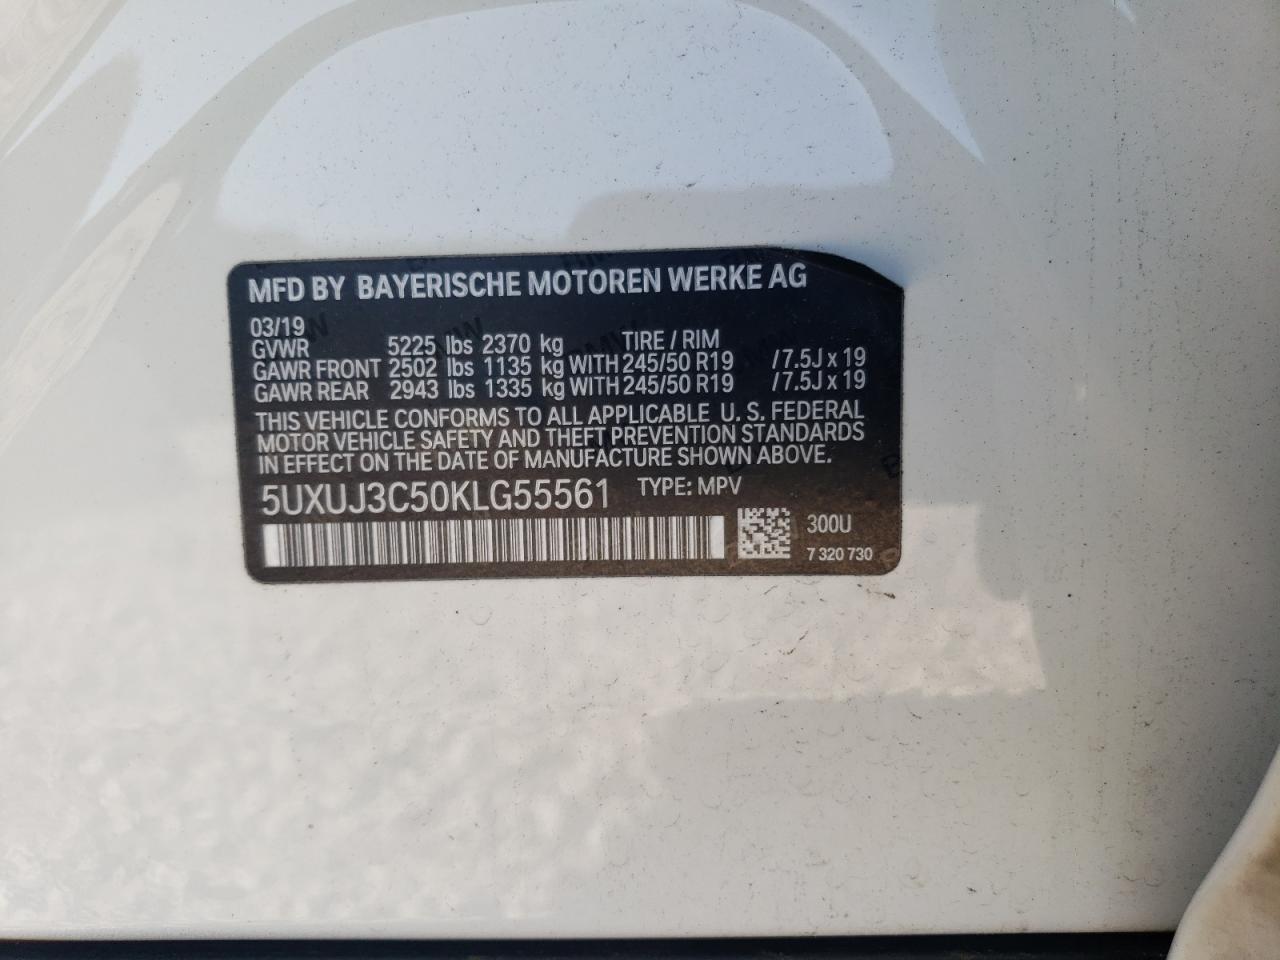 MFD BY BAYERISCHE MOTOREN WERKE AG
03/19
GVWR 5225 lbs 2370 kg TIRE / RIM
GAWR FRONT 2502 lbs 1135 kg WITH 245/50 R19 /7.5J x 19
GAWR REAR 2943 lbs 1335 kg WITH 245/50 R19 /7.5J x 19
THIS VEHICLE CONFORMS TO ALL APPLICABLE U. S. FEDERAL
MOTOR VEHICLE SAFETY AND THEFT PREVENTION STANDARDS
IN EFFECT ON THE DATE OF MANUFACTURE SHOWN ABOVE.
5UXUJ3C50KLG55561 TYPE: MPV
300U
7 320 730